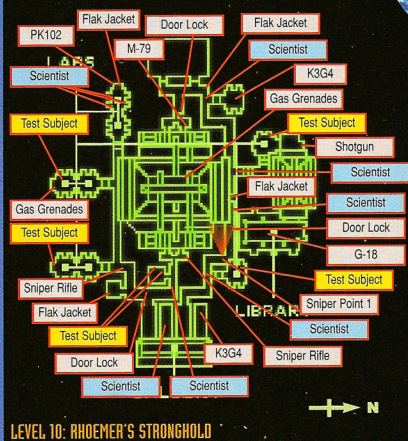 Flak Jacket
Door Lock
Flak Jacket
PK102
M-79
Scientist
LABS
K3G4
Scientist
Gas Grenades
Test Subject
Test Subject
Shotgun
Scientist
Flak Jacket
Gas Grenades
Scientist
Test Subject
Door Lock
G-18
Test Subject
Sniper Rifle
Sniper Point 1
Flak Jacket
LIBRARY
Test Subject
Scientist
Door Lock
K3G4
Sniper Rifle
Scientist
Scientist
N
LEVEL 10: RHOEMER'S STRONGHOLD